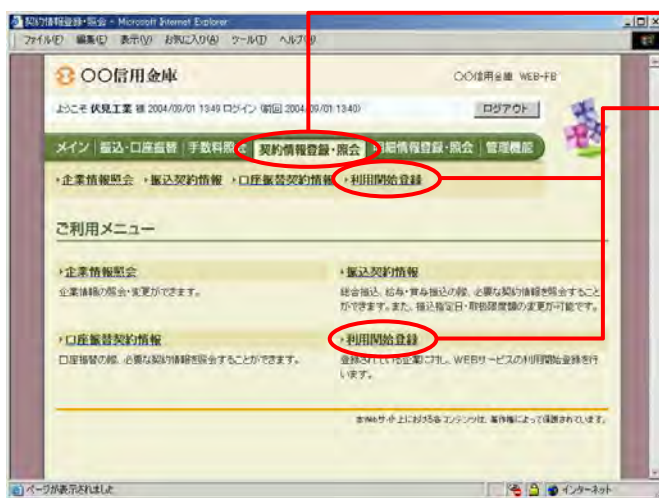 契約情報登録・照会 - Microsoft Internet Explorer
ファイル(F) 編集(E) 表示(V) お気に入り(A) ツール(T) ヘルプ(H)
〇〇信用金庫
〇〇信用金庫 WEB-FB
ようこそ 伏見工業 様 2004/09/01 1349 ログイン (前回 2004/09/01 1340)
ログアウト
メイン 振込・口座振替 手数料照会 契約情報登録・照会 明細情報登録・照会 管理機能
企業情報照会 振込契約情報 口座振替契約情報 利用開始登録
ご利用メニュー
企業情報照会
企業情報の照会・変更ができます。
振込契約情報
総合振込、給与・賞与振込の際、必要な契約情報を照会すること
ができます。また、振込指定日・取扱限度額の変更が可能です。
口座振替契約情報
口座振替の際、必要な契約情報を照会することができます。
利用開始登録
登録されている企業に対し、WEBサービスの利用開始登録を行
います。
本Webサイト上における各コンテンツは、著作権によって保護されています。
ページが表示されました
インターネット